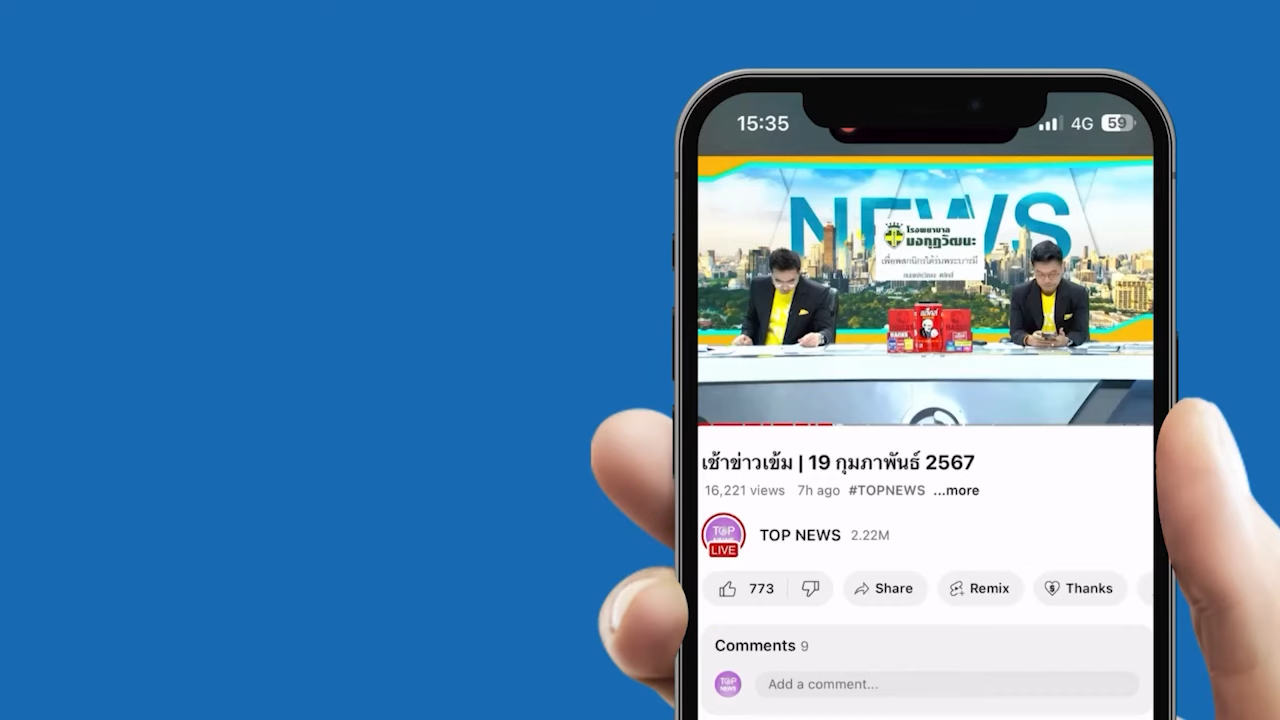 15:35
4G 59
NEWS
โรงพยาบาล
มงกุฎวัฒนะ
เช้าข่าวเข้ม | 19 กุมภาพันธ์ 2567
16,221 views 7h ago #TOPNEWS ...more
TOP
LIVE
TOP NEWS 2.22M
773 Share Remix Thanks
Comments 9
TOP
NEWS
Add a comment...